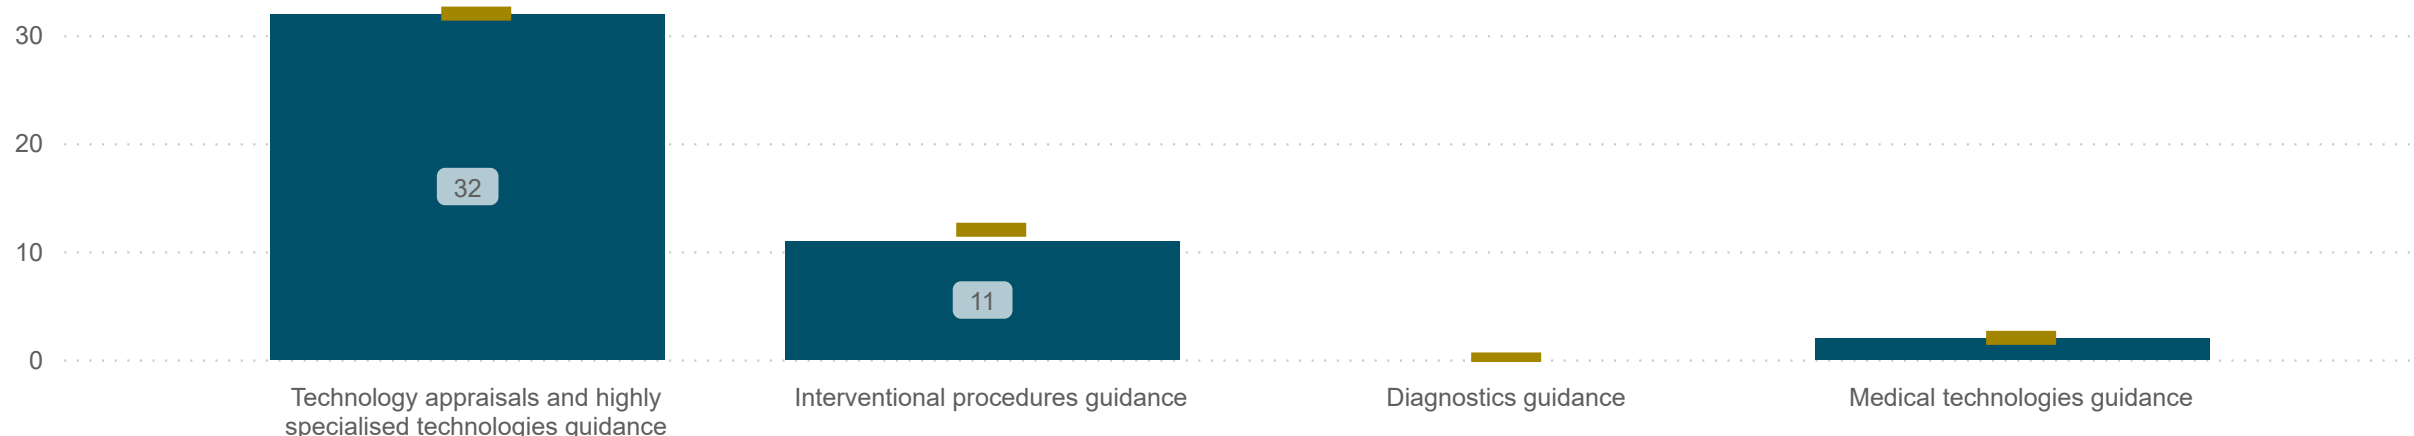 30
20
10
0
32
11
Technology appraisals and highly
specialised technologies guidance
Interventional procedures guidance
Diagnostics guidance
Medical technologies guidance